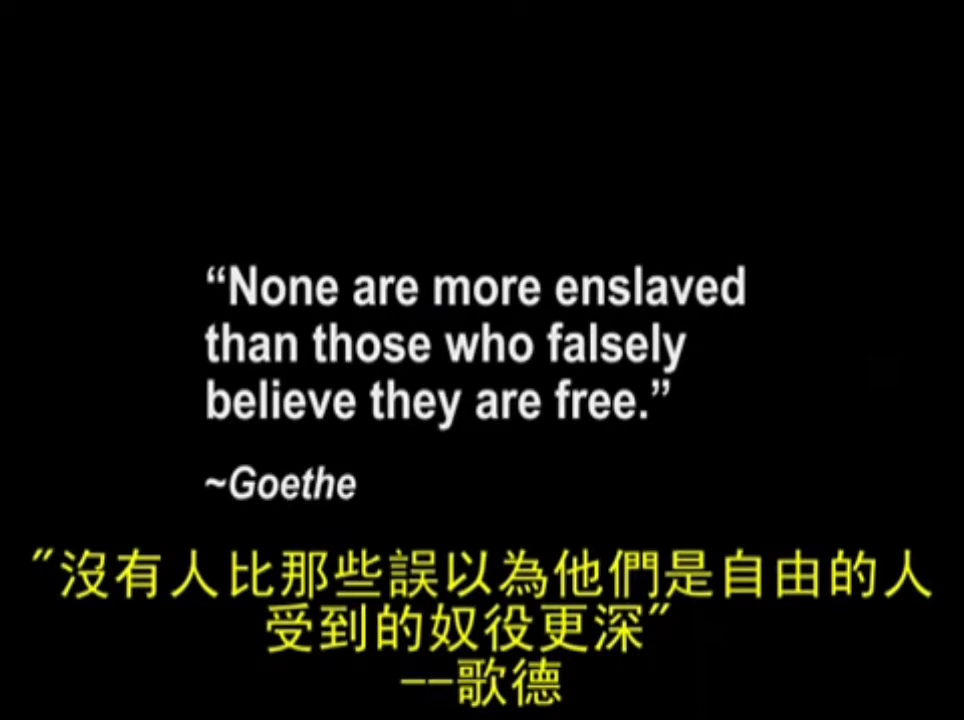 “None are more enslaved
than those who falsely
believe they are free.”
~Goethe
"沒有人比那些誤以為他們是自由的人
受到的奴役更深"
--歌德